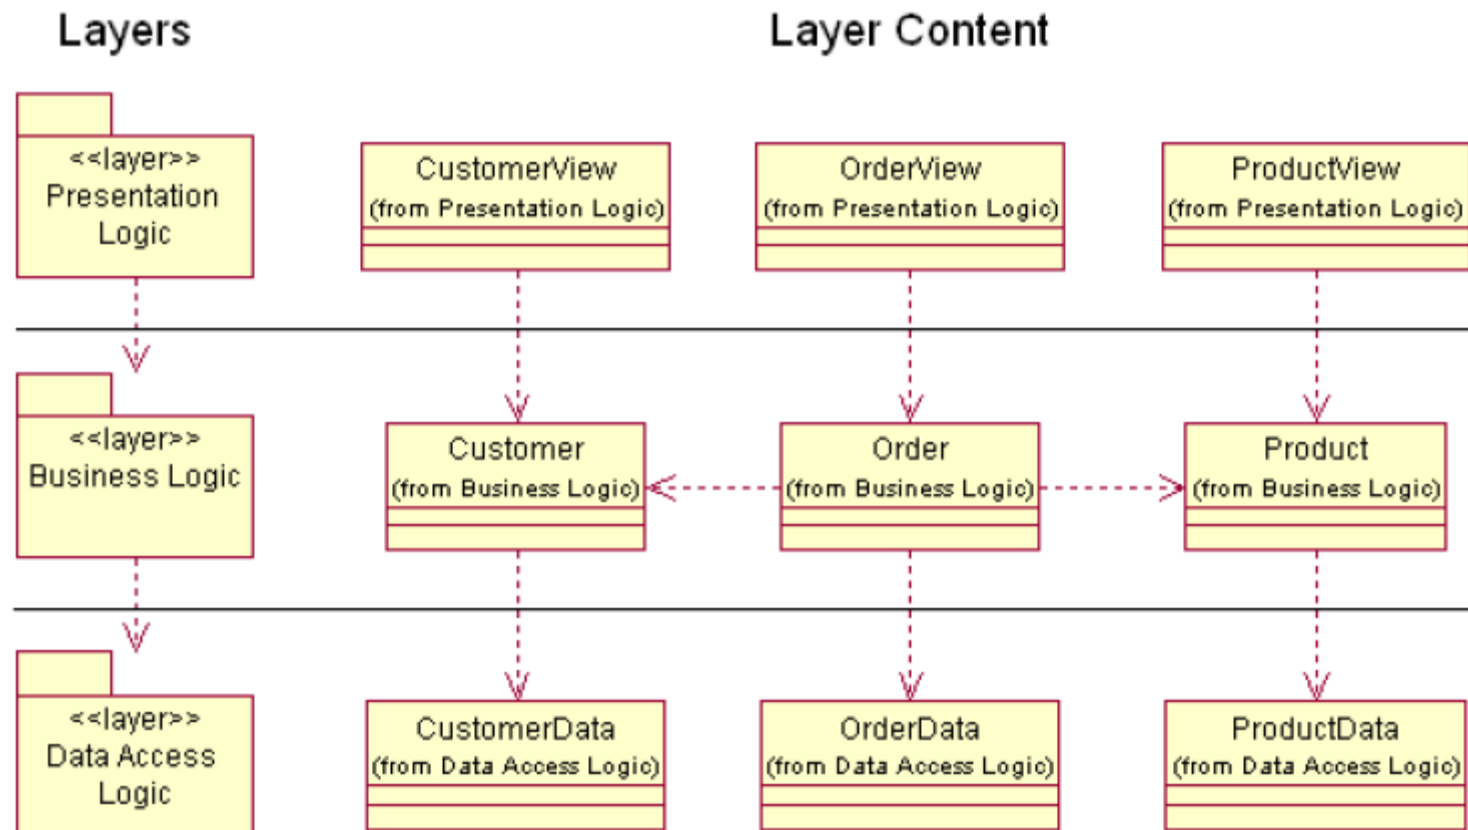 Layers
Layer Content
<<layer>>
Presentation
Logic
CustomerView
(from Presentation Logic)
OrderView
(from Presentation Logic)
ProductView
(from Presentation Logic)
<<layer>>
Business Logic
Customer
(from Business Logic)
Order
(from Business Logic)
Product
(from Business Logic)
<<layer>>
Data Access
Logic
CustomerData
(from Data Access Logic)
OrderData
(from Data Access Logic)
ProductData
(from Data Access Logic)